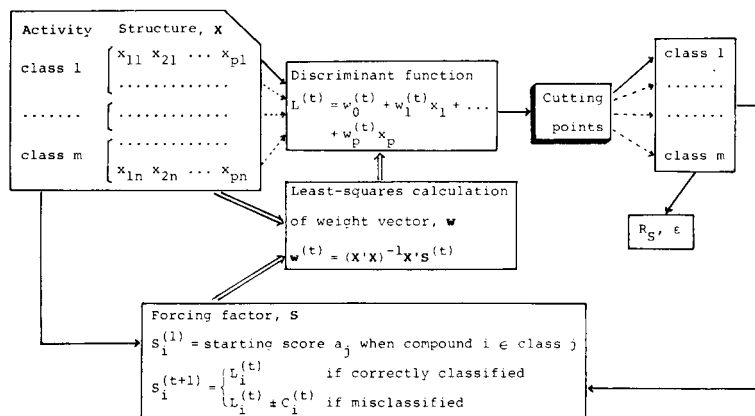 Activity Structure, X
class 1 x11 x21 ... xp1
.............
....... .............
.............
class m x1n x2n ... xpn
Discriminant function
L(t) = w0(t) + w1(t)x1 + ...
+ wp(t)xp
Cutting
points
class 1
.......
.......
class m
RS, ε
Least-squares calculation
of weight vector, w
w(t) = (X'X)-1X'S(t)
Forcing factor, S
Si(1) = starting score aj when compound i ∈ class j
Si(t+1) = { Li(t) if correctly classified
Li(t) ± Ci(t) if misclassified